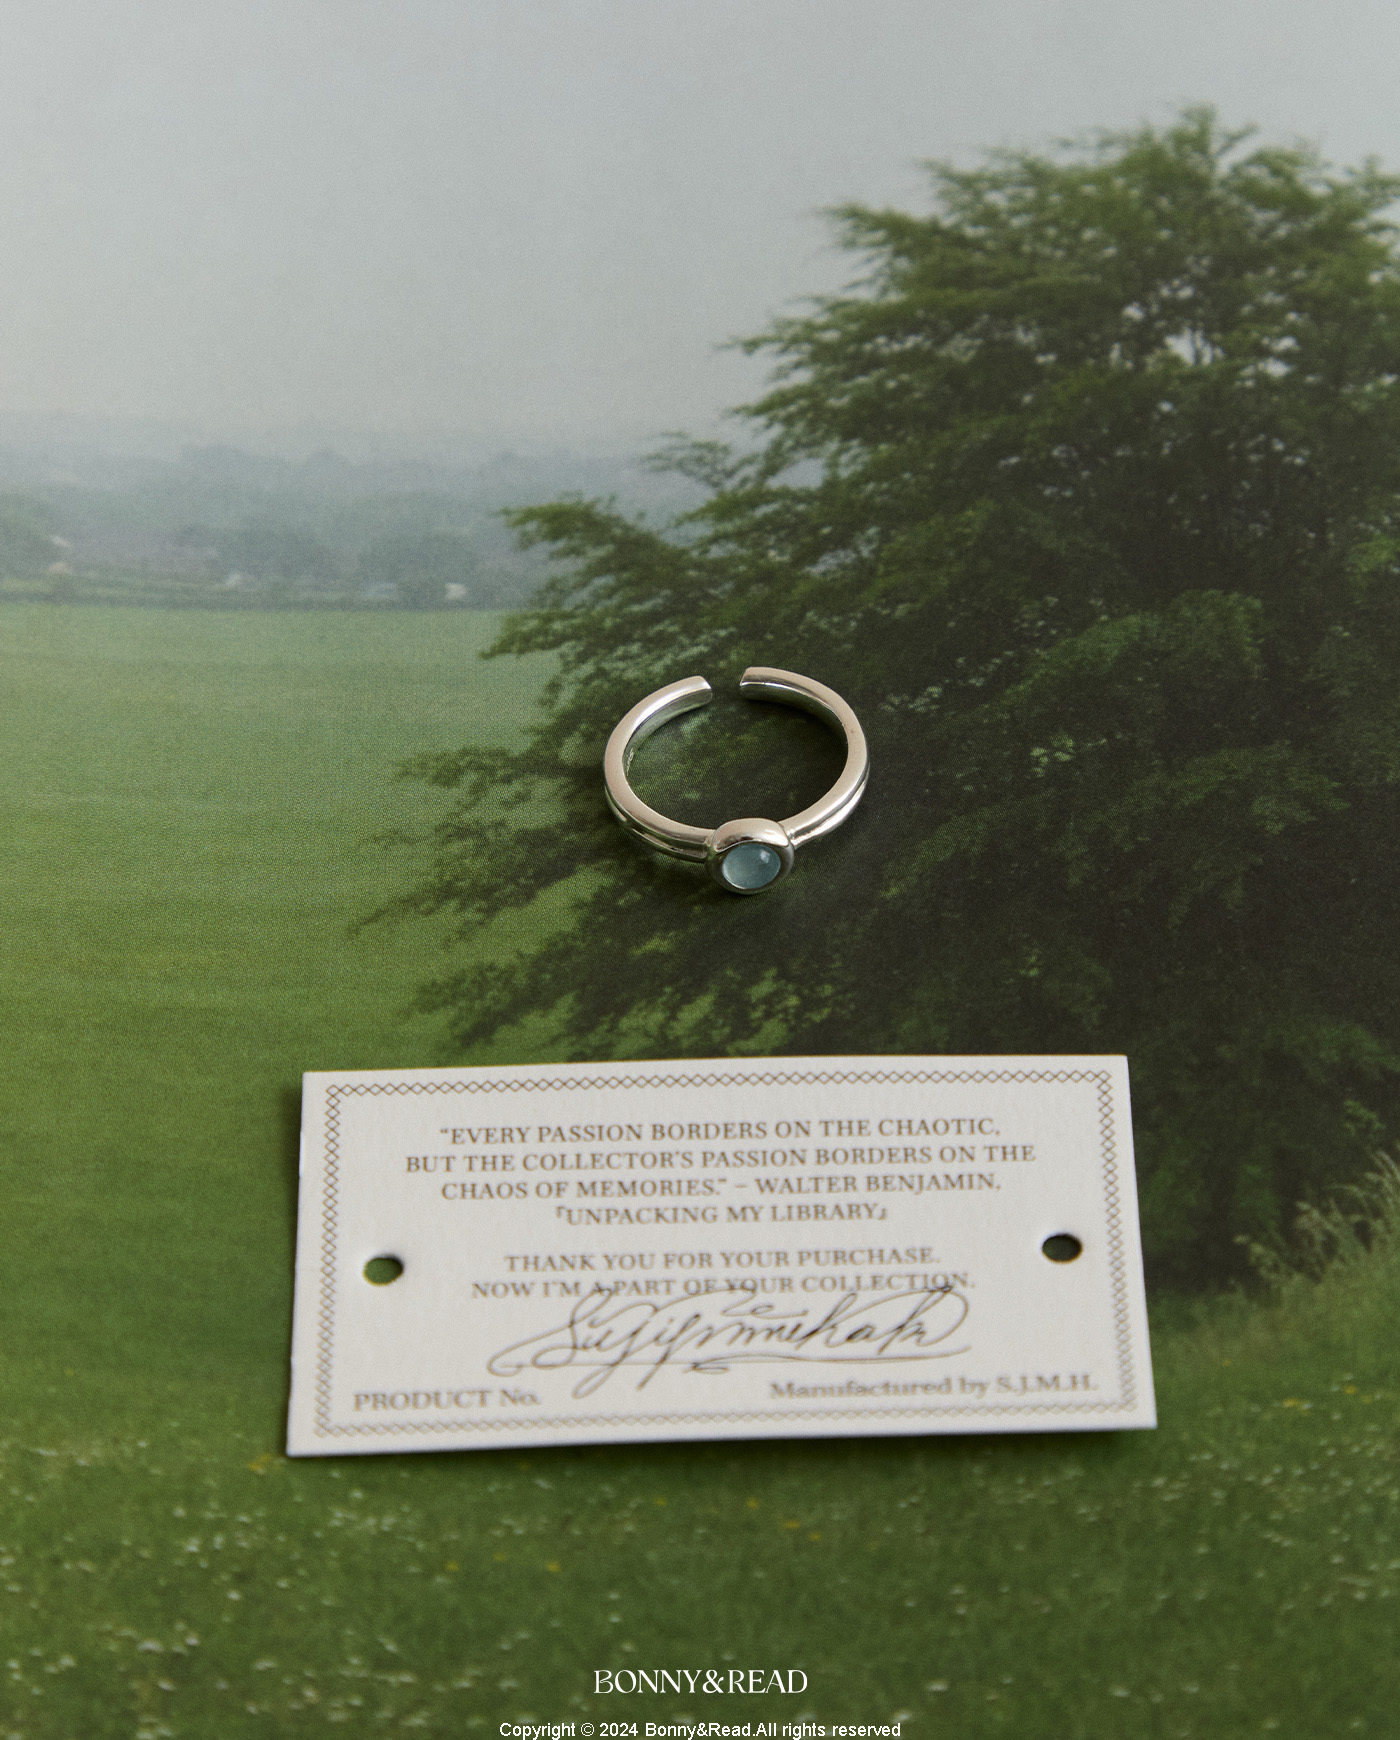 "EVERY PASSION BORDERS ON THE CHAOTIC,
BUT THE COLLECTOR'S PASSION BORDERS ON THE
CHAOS OF MEMORIES." – WALTER BENJAMIN,
『UNPACKING MY LIBRARY』
THANK YOU FOR YOUR PURCHASE.
NOW I'M A PART OF YOUR COLLECTION.
PRODUCT No.
Manufactured by S.J.M.H.
BONNY&READ
Copyright © 2024 Bonny&Read.All rights reserved